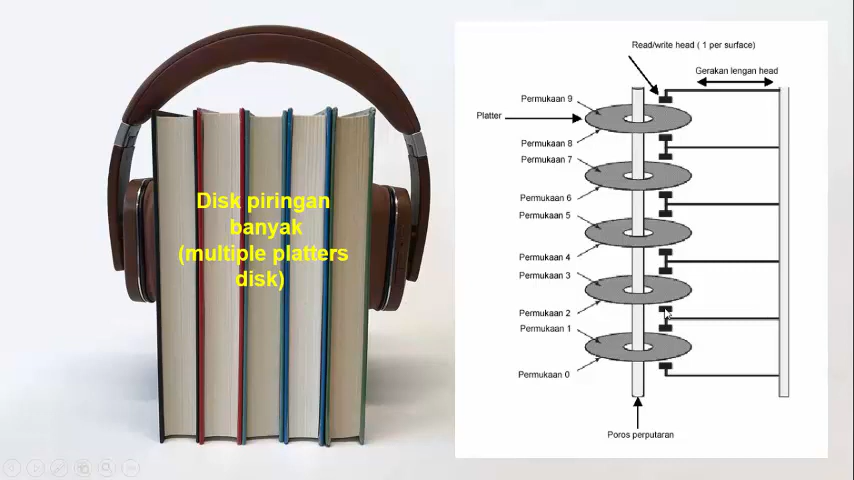 Disk piringan
banyak
(multiple platters
disk)
Read/write head ( 1 per surface)
Gerakan lengan head
Permukaan 9
Platter
Permukaan 8
Permukaan 7
Permukaan 6
Permukaan 5
Permukaan 4
Permukaan 3
Permukaan 2
Permukaan 1
Permukaan 0
Poros perputaran